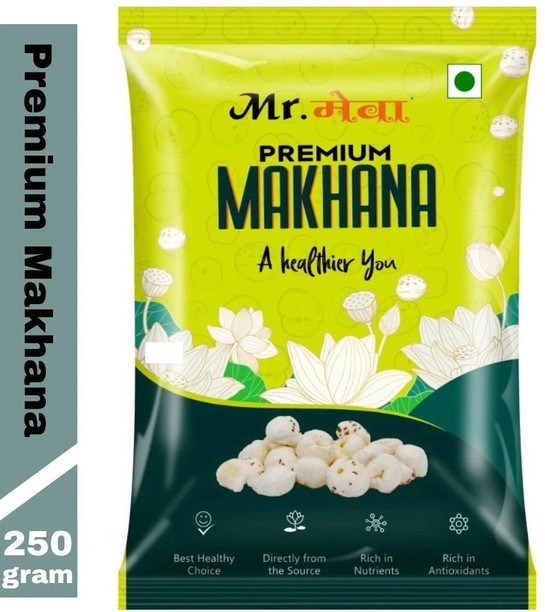 Premium Makhana
250
gram
Mr. मेवा
PREMIUM
MAKHANA
A healthier You
Best Healthy
Choice
Directly from
the Source
Rich in
Nutrients
Rich in
Antioxidants